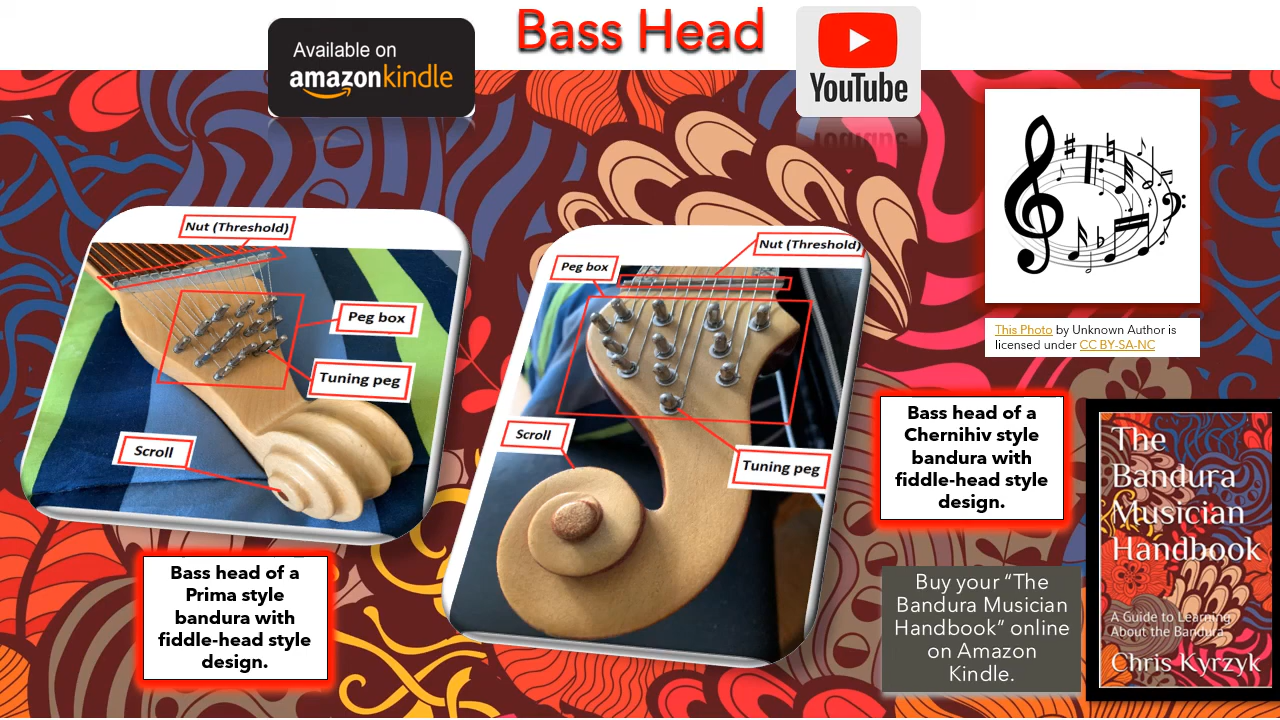 Bass Head
Available on
amazonkindle
YouTube
Nut (Threshold)
Peg box
Tuning peg
Scroll
Nut (Threshold)
Peg box
Scroll
Tuning peg
This Photo by Unknown Author is
licensed under CC BY-SA-NC
Bass head of a
Chernihiv style
bandura with
fiddle-head style
design.
Bass head of a
Prima style
bandura with
fiddle-head style
design.
Buy your “The
Bandura Musician
Handbook” online
on Amazon
Kindle.
The
Bandura
Musician
Handbook
A Guide to Learning
About the Bandura
Chris Kyrzyk